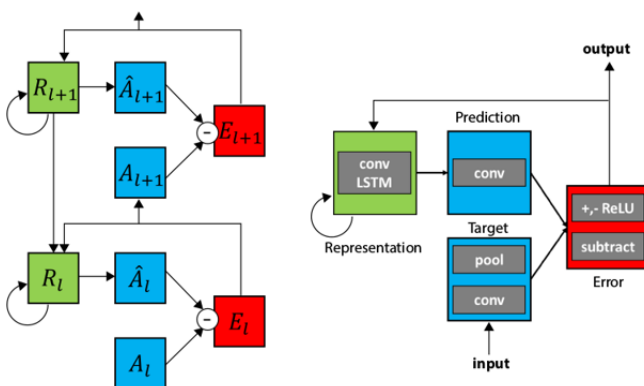 R_{l+1}
Â_{l+1}
-
E_{l+1}
A_{l+1}
R_l
Â_l
-
E_l
A_l
output
Prediction
conv
LSTM
conv
Representation
Target
pool
conv
+,- ReLU
subtract
Error
input